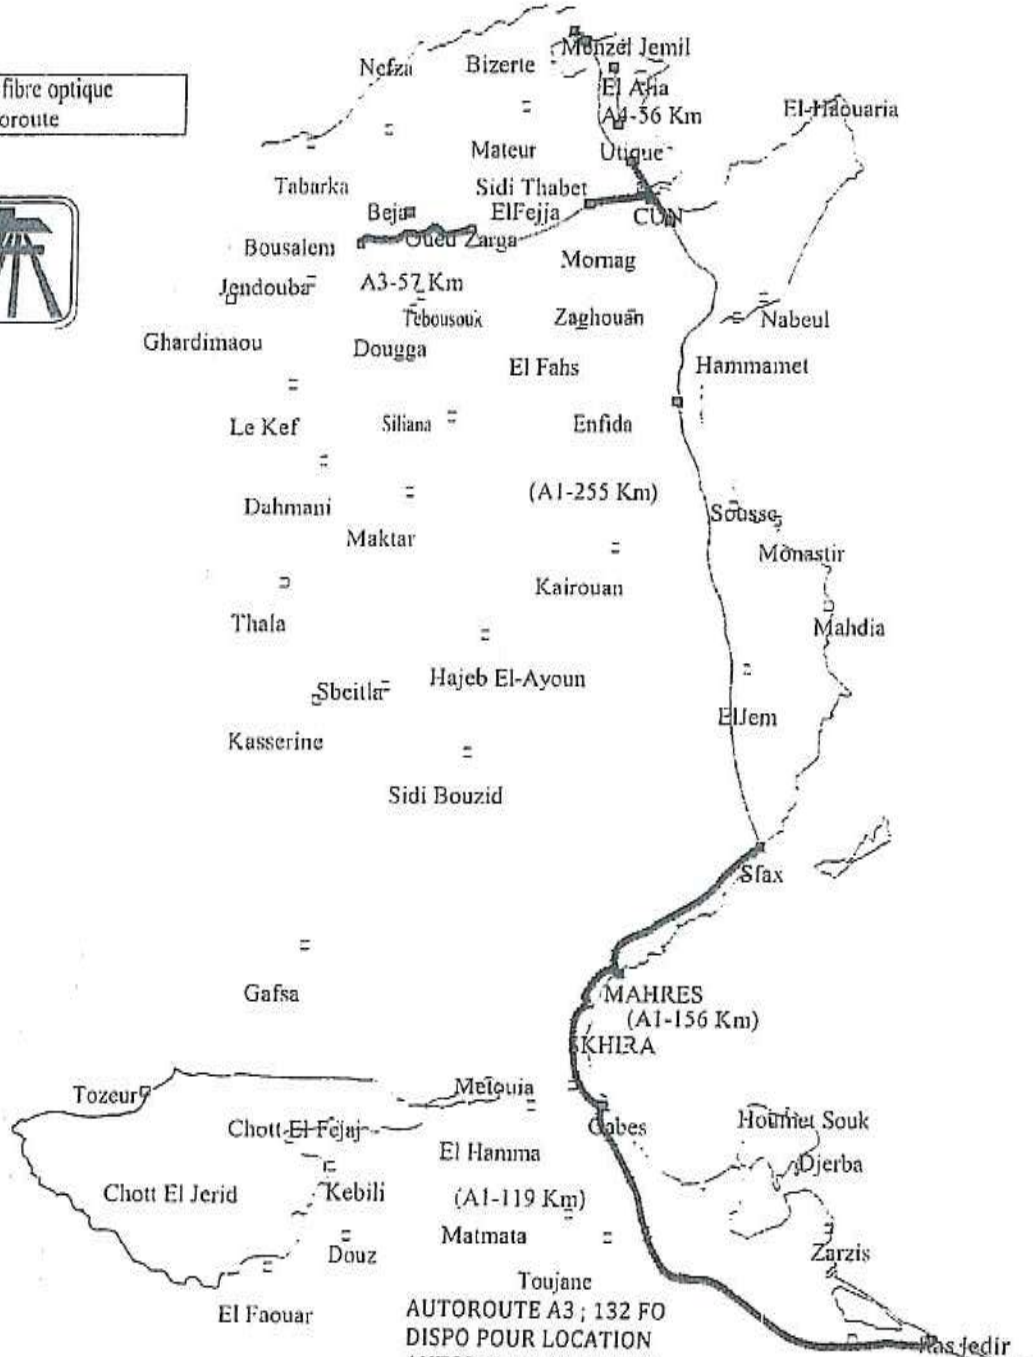 Menzel Jemil
Nefza
Bizerte
fibre optique
oroute
El Alia
A4-56 Km
El-Haouaria
Mateur
Utique
Tabarka
Sidi Thabet
Beja
ElFejja
CUN
Oued Zarga
Bousalem
Mornag
Jendouba
A3-57 Km
Tebousouk
Zaghouan
Nabeul
Ghardimaou
Dougga
El Fahs
Hammamet
Le Kef
Siliana
Enfida
(A1-255 Km)
Dahmani
Sousse
Maktar
Monastir
Kairouan
Thala
Mahdia
Hajeb El-Ayoun
Sbeitla
ElJem
Kasserine
Sidi Bouzid
Sfax
Gafsa
MAHRES
(A1-156 Km)
SKHIRA
Tozeur
Metouia
Chott El Fejaj
Gabes
Houmet Souk
El Hamma
Djerba
Chott El Jerid
Kebili
(A1-119 Km)
Matmata
Douz
Zarzis
Toujane
El Faouar
AUTOROUTE A3 ; 132 FO
DISPO POUR LOCATION
Ras Jedir